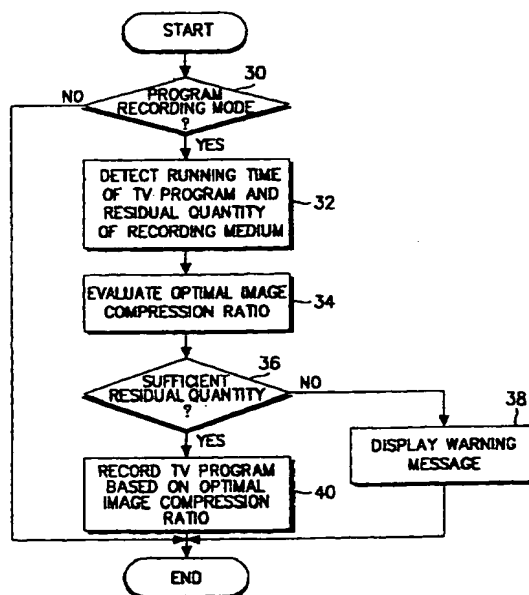 START
30
NO
PROGRAM
RECORDING MODE
?
YES
DETECT RUNNING TIME
OF TV PROGRAM AND
RESIDUAL QUANTITY
OF RECORDING MEDIUM
32
EVALUATE OPTIMAL IMAGE
COMPRESSION RATIO
34
36
SUFFICIENT
RESIDUAL QUANTITY
?
NO
YES
38
DISPLAY WARNING
MESSAGE
RECORD TV PROGRAM
BASED ON OPTIMAL
IMAGE COMPRESSION
RATIO
40
END